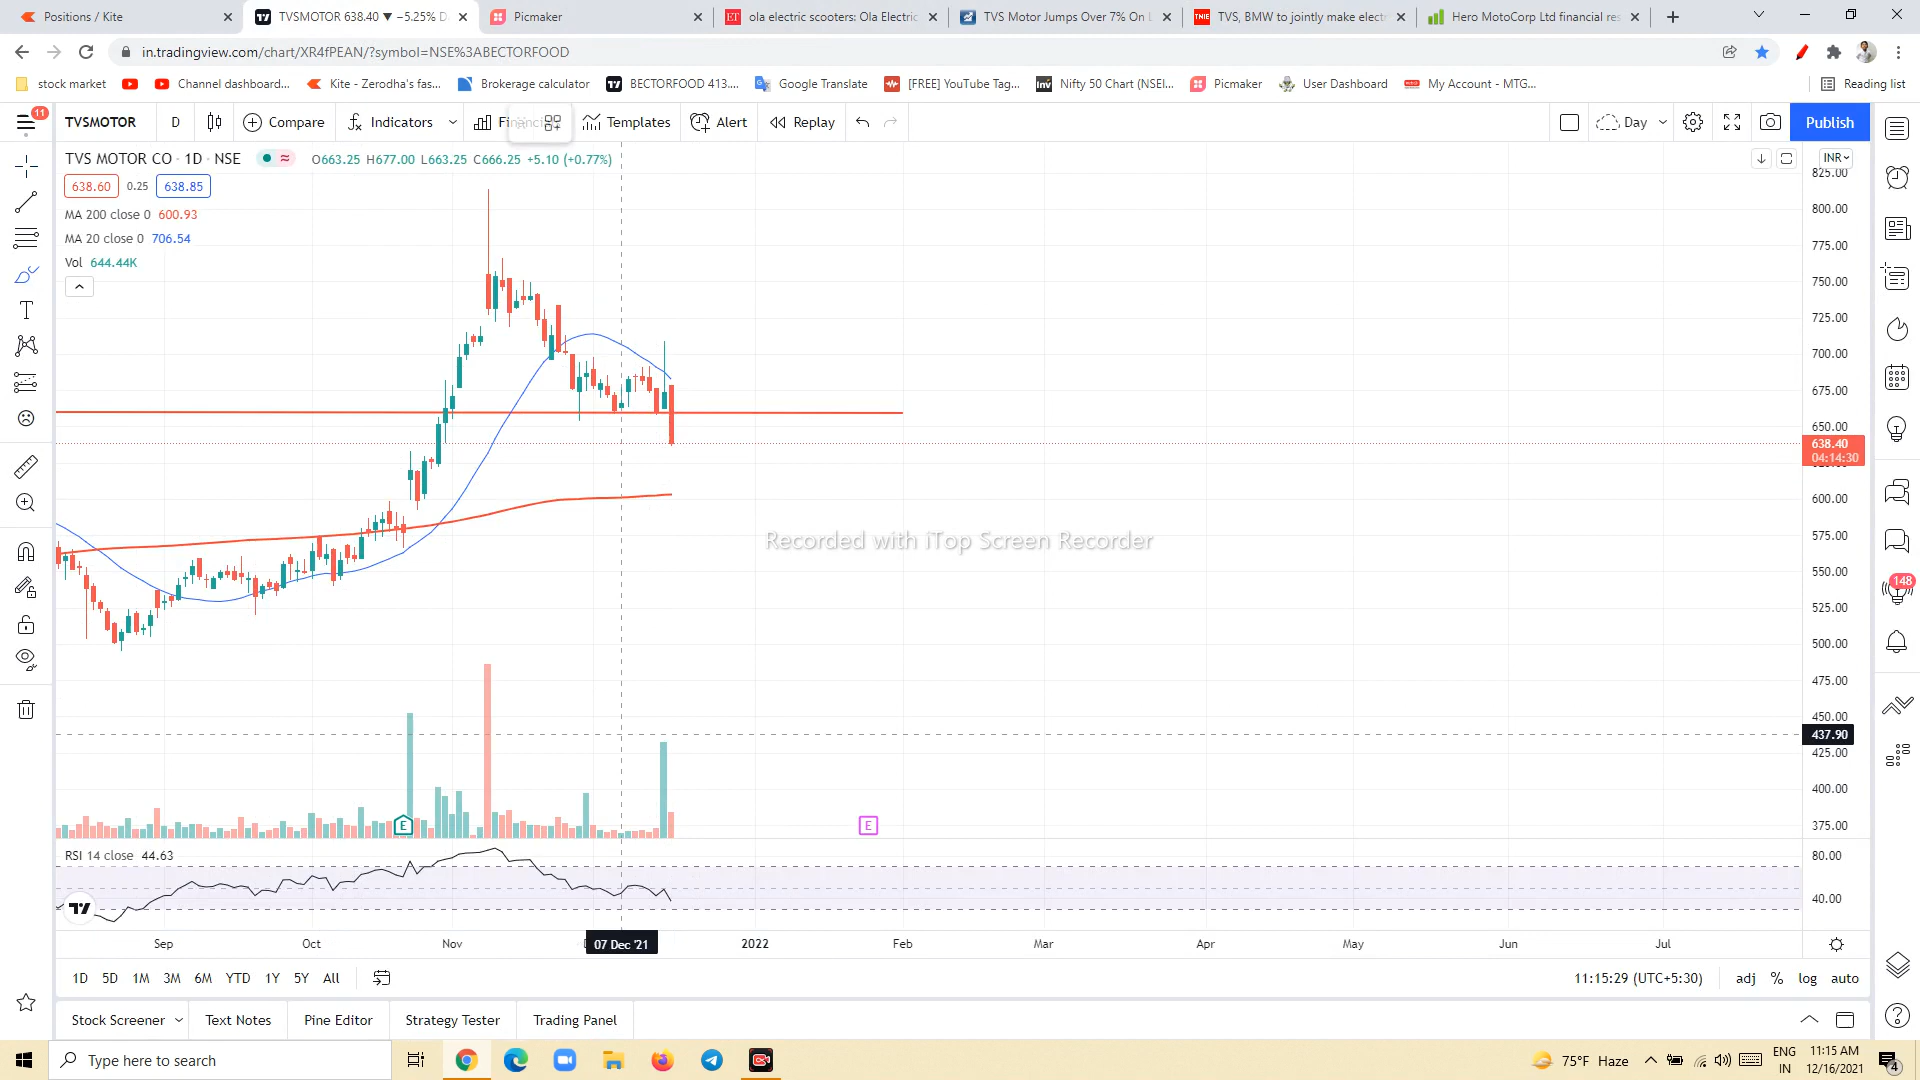 Positions / Kite
TVSMOTOR 638.40 ▼ −5.25% D
Picmaker
ola electric scooters: Ola Electric
TVS Motor Jumps Over 7% On
TVS, BMW to jointly make electr
Hero MotoCorp Ltd financial res
in.tradingview.com/chart/XR4fPEAN/?symbol=NSE%3ABECTORFOOD
stock market
Channel dashboard...
Kite - Zerodha's fas...
Brokerage calculator
BECTORFOOD 413....
Google Translate
[FREE] YouTube Tag...
Nifty 50 Chart (NSEI...
Picmaker
User Dashboard
My Account - MTG...
Reading list
11
TVSMOTOR
D
Compare
Indicators
Templates
Alert
Replay
Day
Publish
TVS MOTOR CO · 1D · NSE
O663.25 H677.00 L663.25 C666.25 +5.10 (+0.77%)
638.60
0.25
638.85
MA 200 close 0 600.93
MA 20 close 0 706.54
Vol 644.44K
INR
825.00
800.00
775.00
750.00
725.00
700.00
675.00
650.00
638.40
04:14:30
600.00
575.00
550.00
525.00
500.00
475.00
450.00
437.90
425.00
400.00
375.00
Recorded with iTop Screen Recorder
148
E
E
RSI 14 close 44.63
80.00
40.00
Sep
Oct
Nov
07 Dec '21
2022
Feb
Mar
Apr
May
Jun
Jul
1D
5D
1M
3M
6M
YTD
1Y
5Y
All
11:15:29 (UTC+5:30)
adj
%
log
auto
Stock Screener
Text Notes
Pine Editor
Strategy Tester
Trading Panel
Type here to search
75°F Haze
ENG
IN
11:15 AM
12/16/2021
4